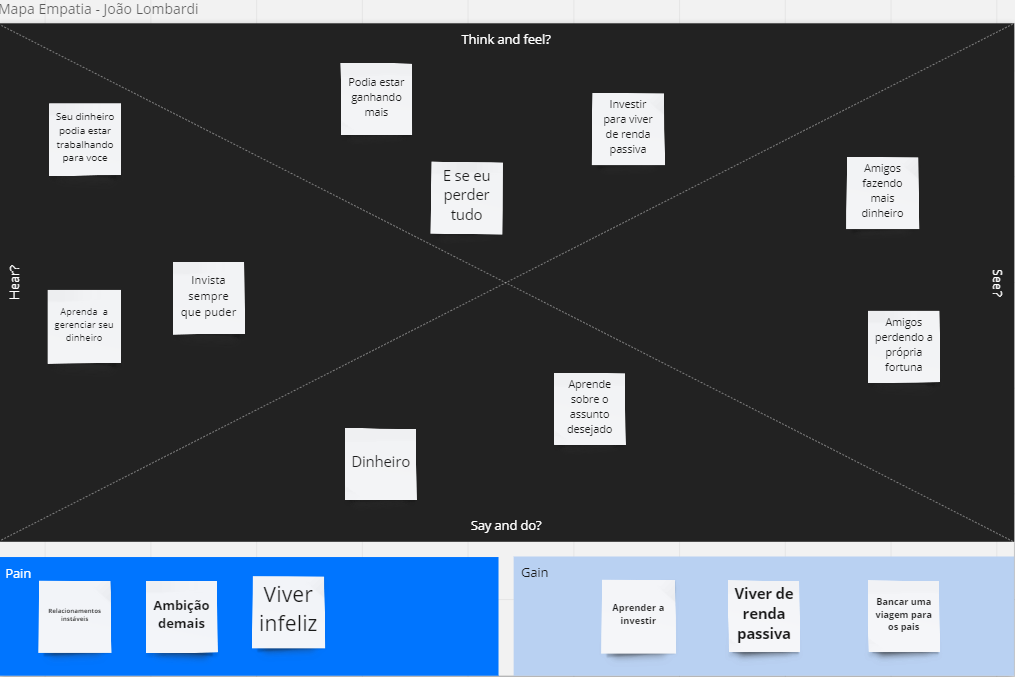 Mapa Empatia - João Lombardi
Think and feel?
Podia estar
ganhando
mais
Investir
para viver
de renda
passiva
E se eu
perder
tudo
Seu dinheiro
podia estar
trabalhando
para voce
Hear?
Invista
sempre
que puder
Aprenda a
gerenciar seu
dinheiro
Amigos
fazendo
mais
dinheiro
See?
Amigos
perdendo a
própria
fortuna
Aprende
sobre o
assunto
desejado
Dinheiro
Say and do?
Pain
Relacionamentos
instáveis
Ambição
demais
Viver
infeliz
Gain
Aprender a
investir
Viver de
renda
passiva
Bancar uma
viagem para
os pais